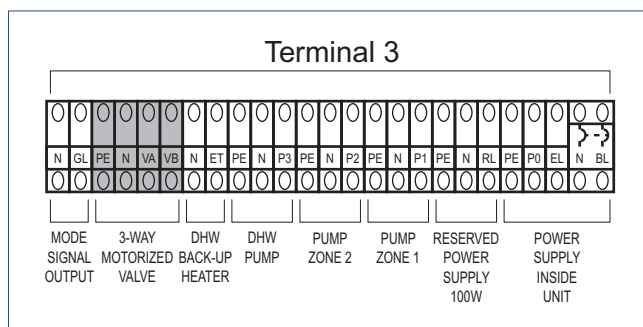 Terminal 3
N GL PE N VA VB N ET PE N P3 PE N P2 PE N P1 PE N RL PE P0 EL N BL
MODE
SIGNAL
OUTPUT
3-WAY
MOTORIZED
VALVE
DHW
BACK-UP
HEATER
DHW
PUMP
PUMP
ZONE 2
PUMP
ZONE 1
RESERVED
POWER
SUPPLY
100W
POWER
SUPPLY
INSIDE
UNIT